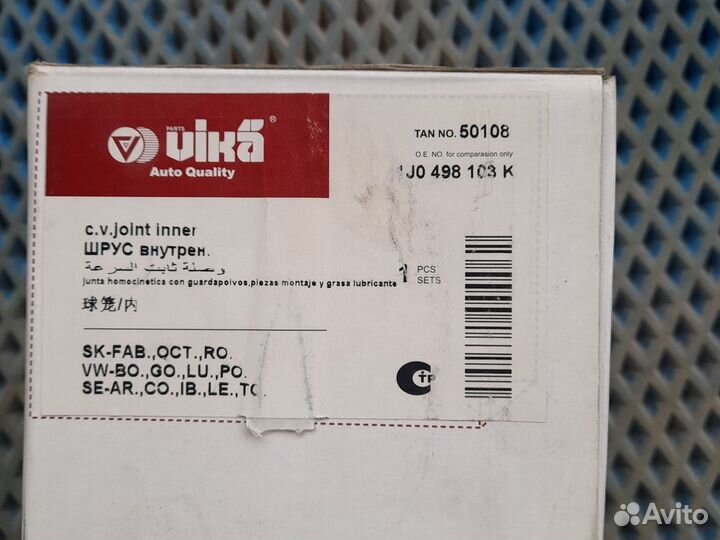 PARTS
vikā®
Auto Quality
TAN NO. 50108
O.E. NO. for comparasion only
1J0 498 103 K
c.v.joint inner
ШРУС внутрен.
وصلة ثابت السرعة
junta homocinetica con guardapolvos,piezas montaje y grasa lubricante
1 PCS
SETS
球笼/内
SK-FAB.,OCT.,RO.
VW-BO.,GO.,LU.,PO.
SE-AR.,CO.,IB.,LE.,TO.
Avito